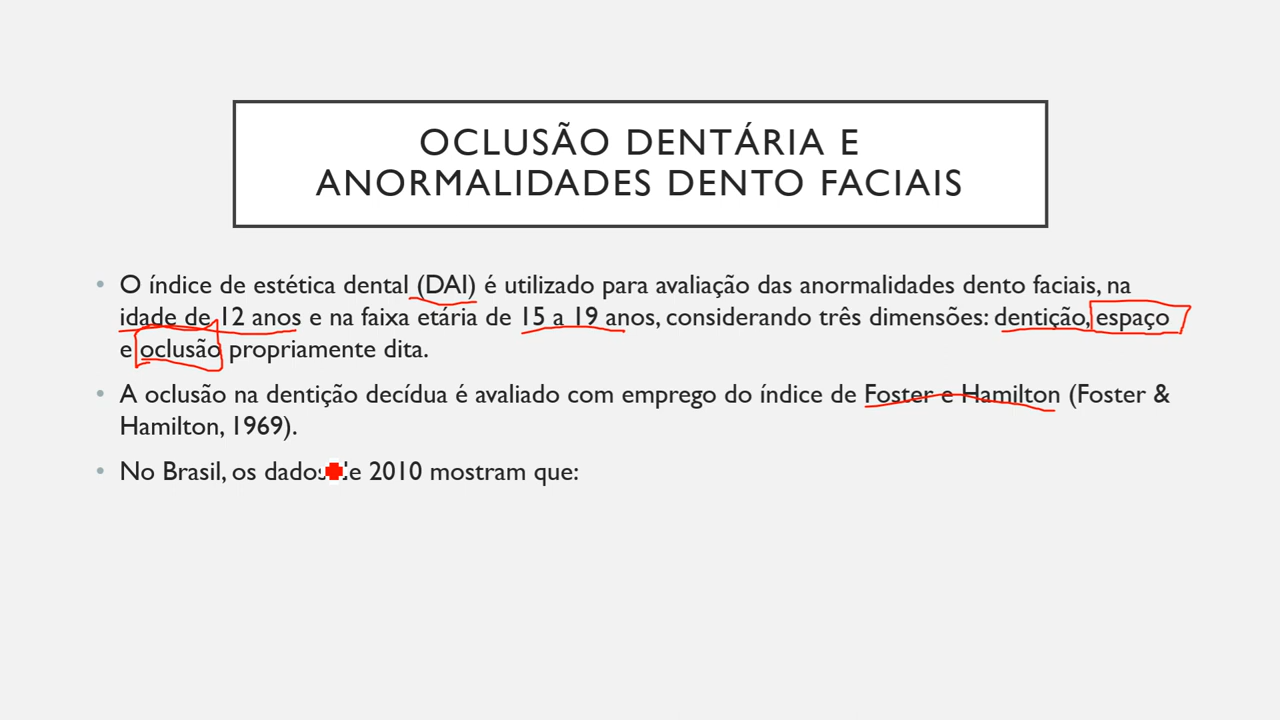 OCLUSÃO DENTÁRIA E
ANORMALIDADES DENTO FACIAIS
• O índice de estética dental (DAI) é utilizado para avaliação das anormalidades dento faciais, na
idade de 12 anos e na faixa etária de 15 a 19 anos, considerando três dimensões: dentição, espaço
e oclusão propriamente dita.
• A oclusão na dentição decídua é avaliado com emprego do índice de Foster e Hamilton (Foster &
Hamilton, 1969).
• No Brasil, os dados de 2010 mostram que: